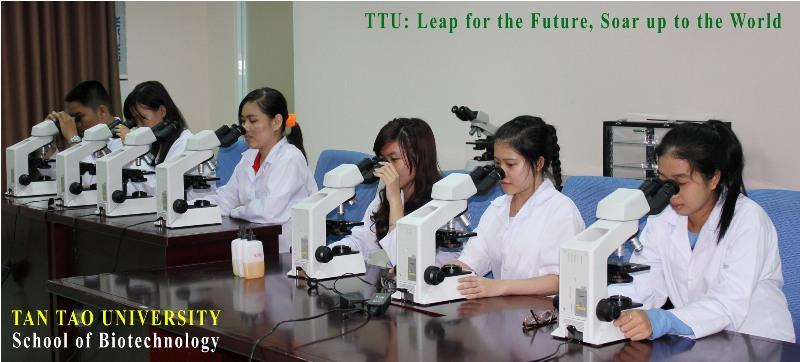 TTU: Leap for the Future, Soar up to the World
TAN TAO UNIVERSITY
School of Biotechnology